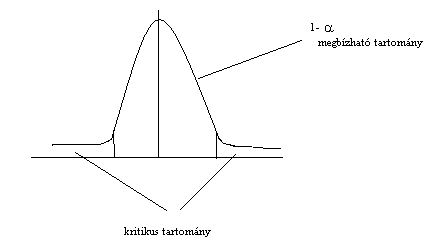 1- α
megbízható tartomány
kritikus tartomány